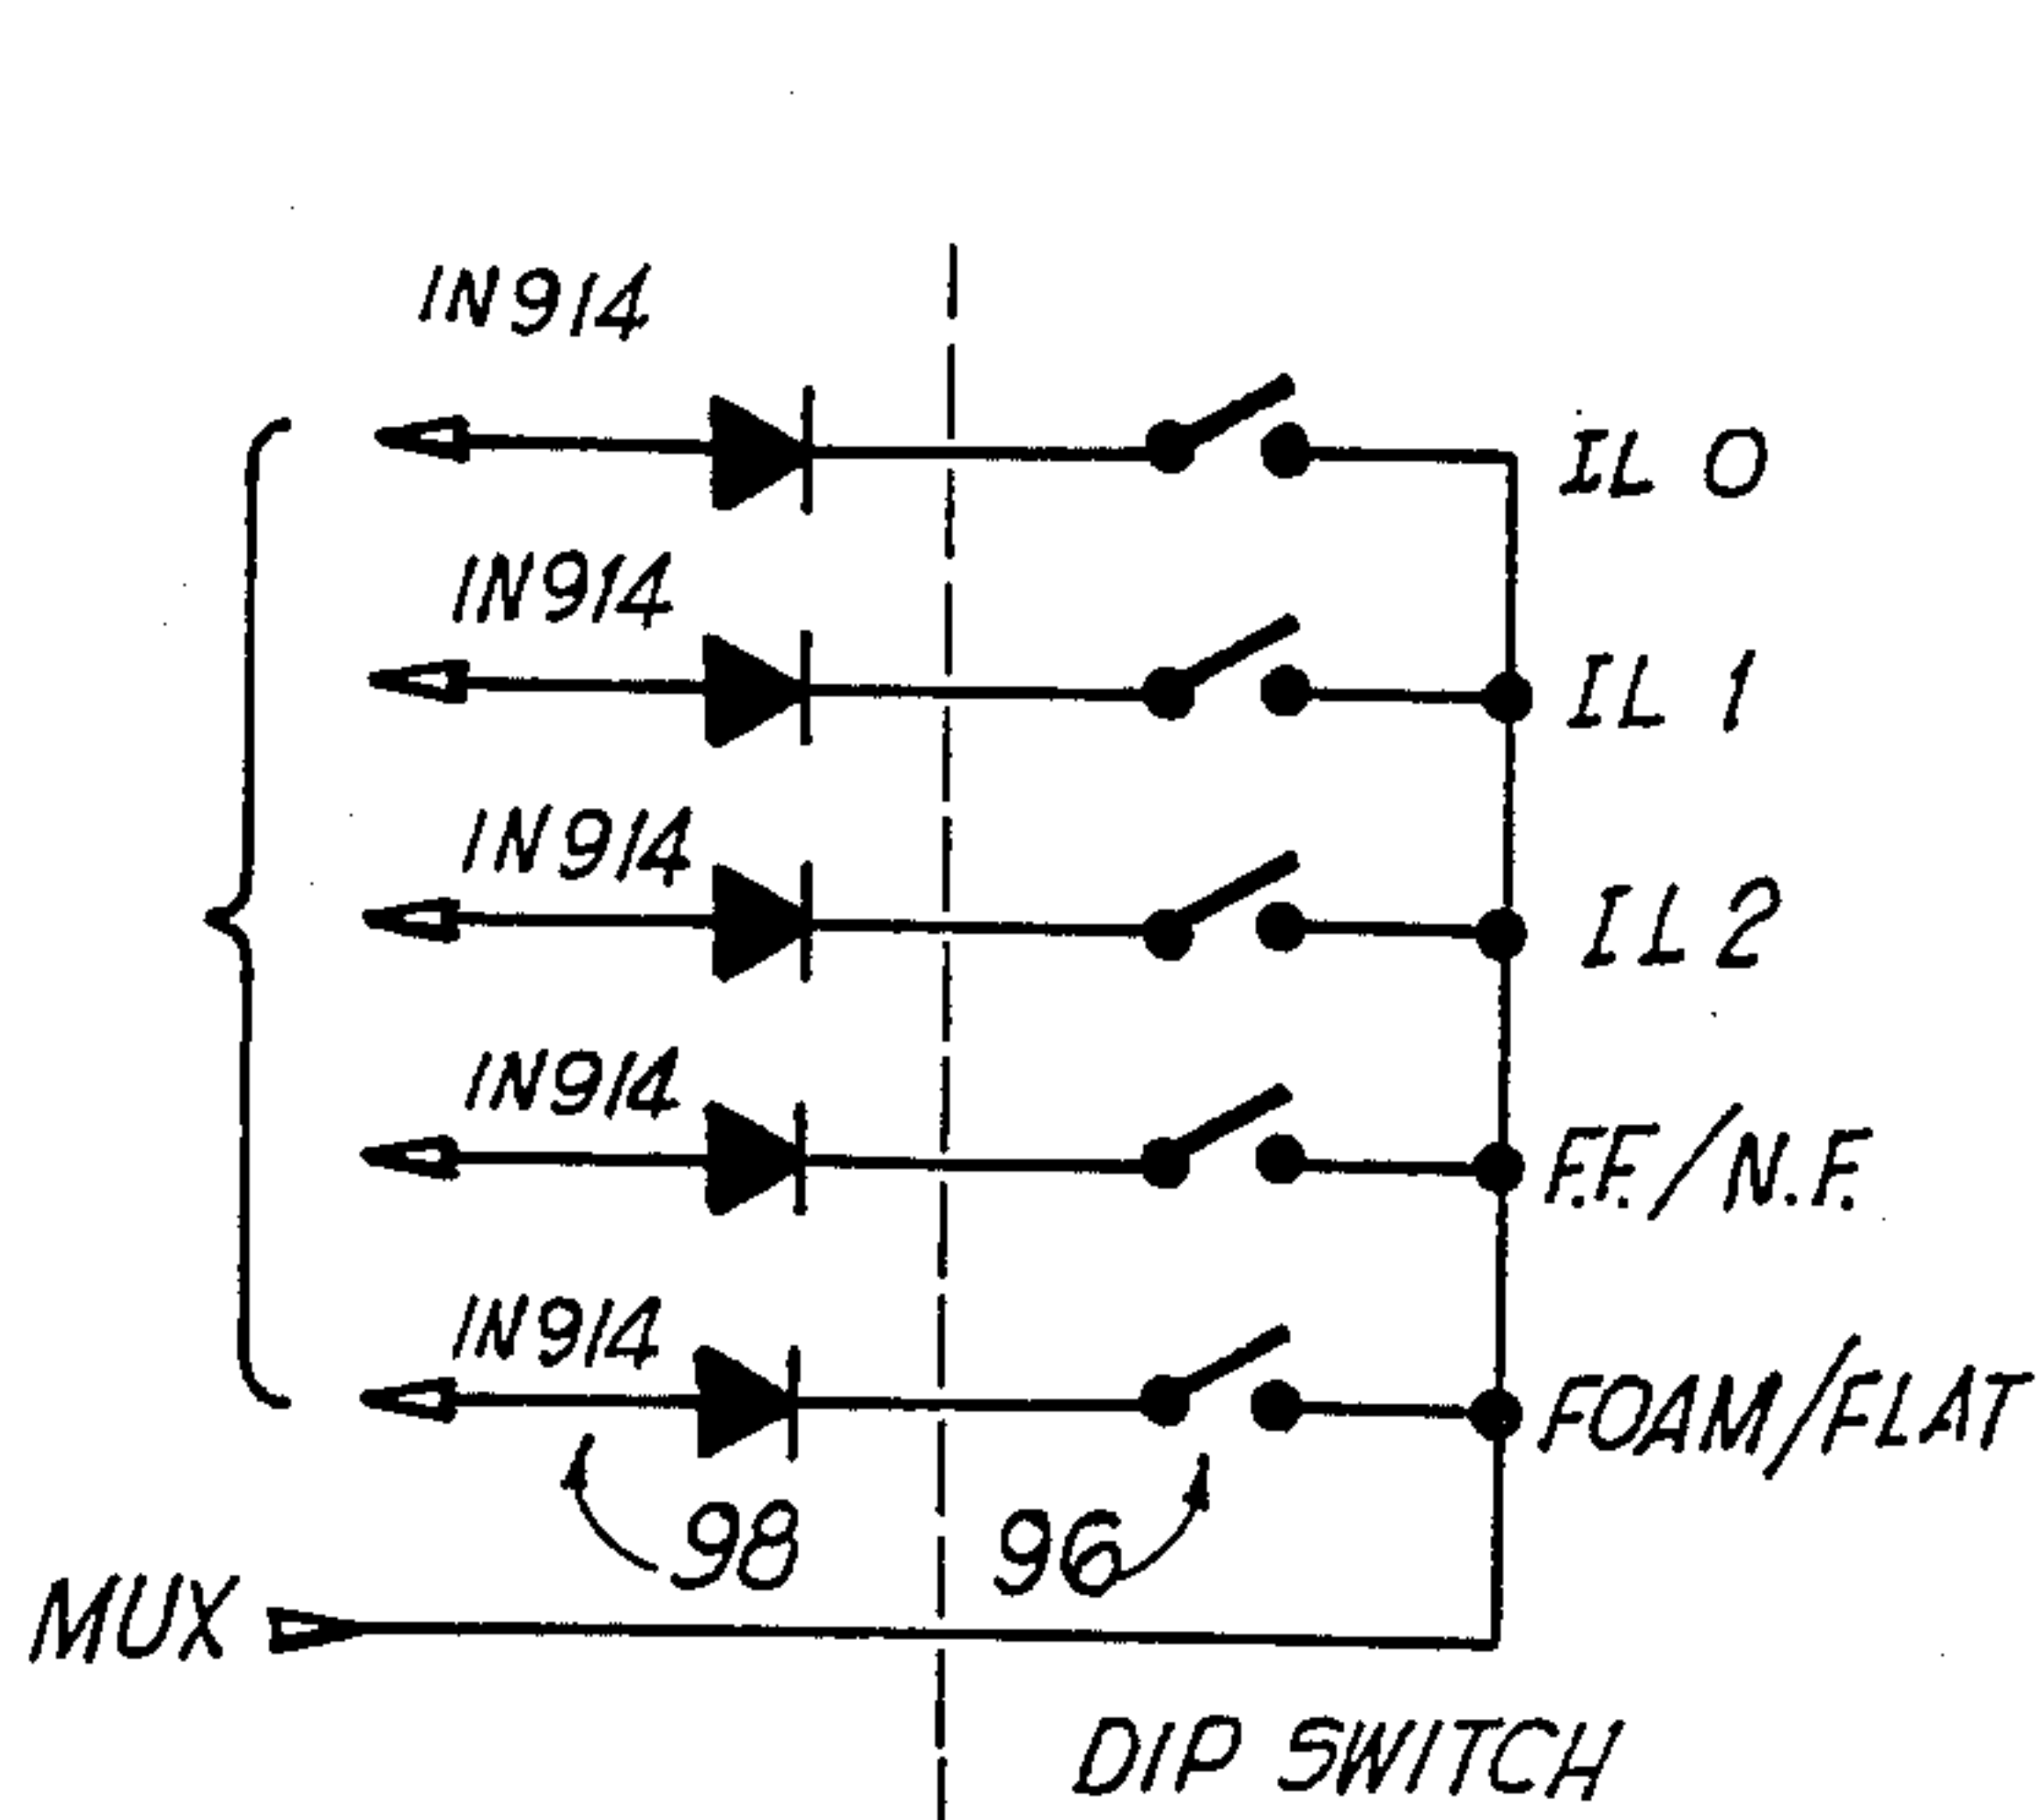 IN914
IL 0
IN914
IL 1
IN914
IL 2
IN914
F.F./N.F.
IN914
FOAM/FLAT
98
96
MUX
DIP SWITCH